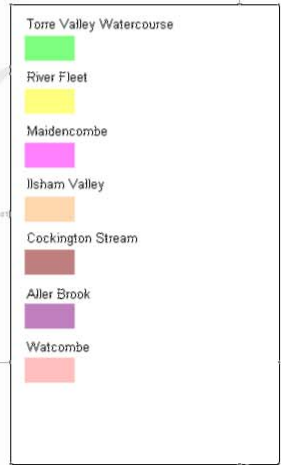 Torre Valley Watercourse
River Fleet
Maidencombe
Ilsham Valley
Cockington Stream
Aller Brook
Watcombe